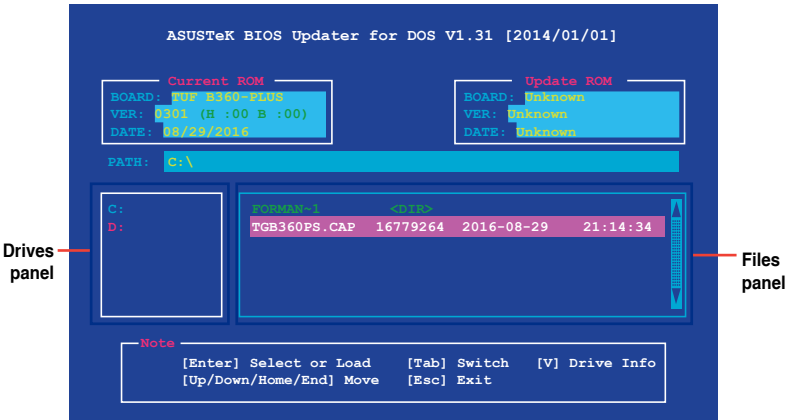 ASUSTeK BIOS Updater for DOS V1.31 [2014/01/01]
Current ROM
BOARD: TUF B360-PLUS
VER: 0301 (H :00 B :00)
DATE: 08/29/2016
Update ROM
BOARD: Unknown
VER: Unknown
DATE: Unknown
PATH: C:\
C:
D:
FORMAN~1 <DIR>
TGB360PS.CAP 16779264 2016-08-29 21:14:34
Drives
panel
Files
panel
Note
[Enter] Select or Load [Tab] Switch [V] Drive Info
[Up/Down/Home/End] Move [Esc] Exit